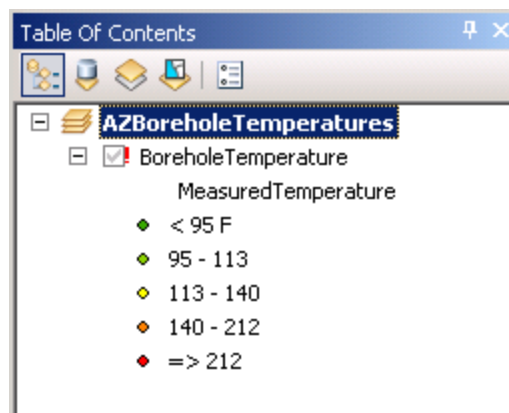 Table Of Contents
AZBoreholeTemperatures
BoreholeTemperature
MeasuredTemperature
< 95 F
95 - 113
113 - 140
140 - 212
=> 212